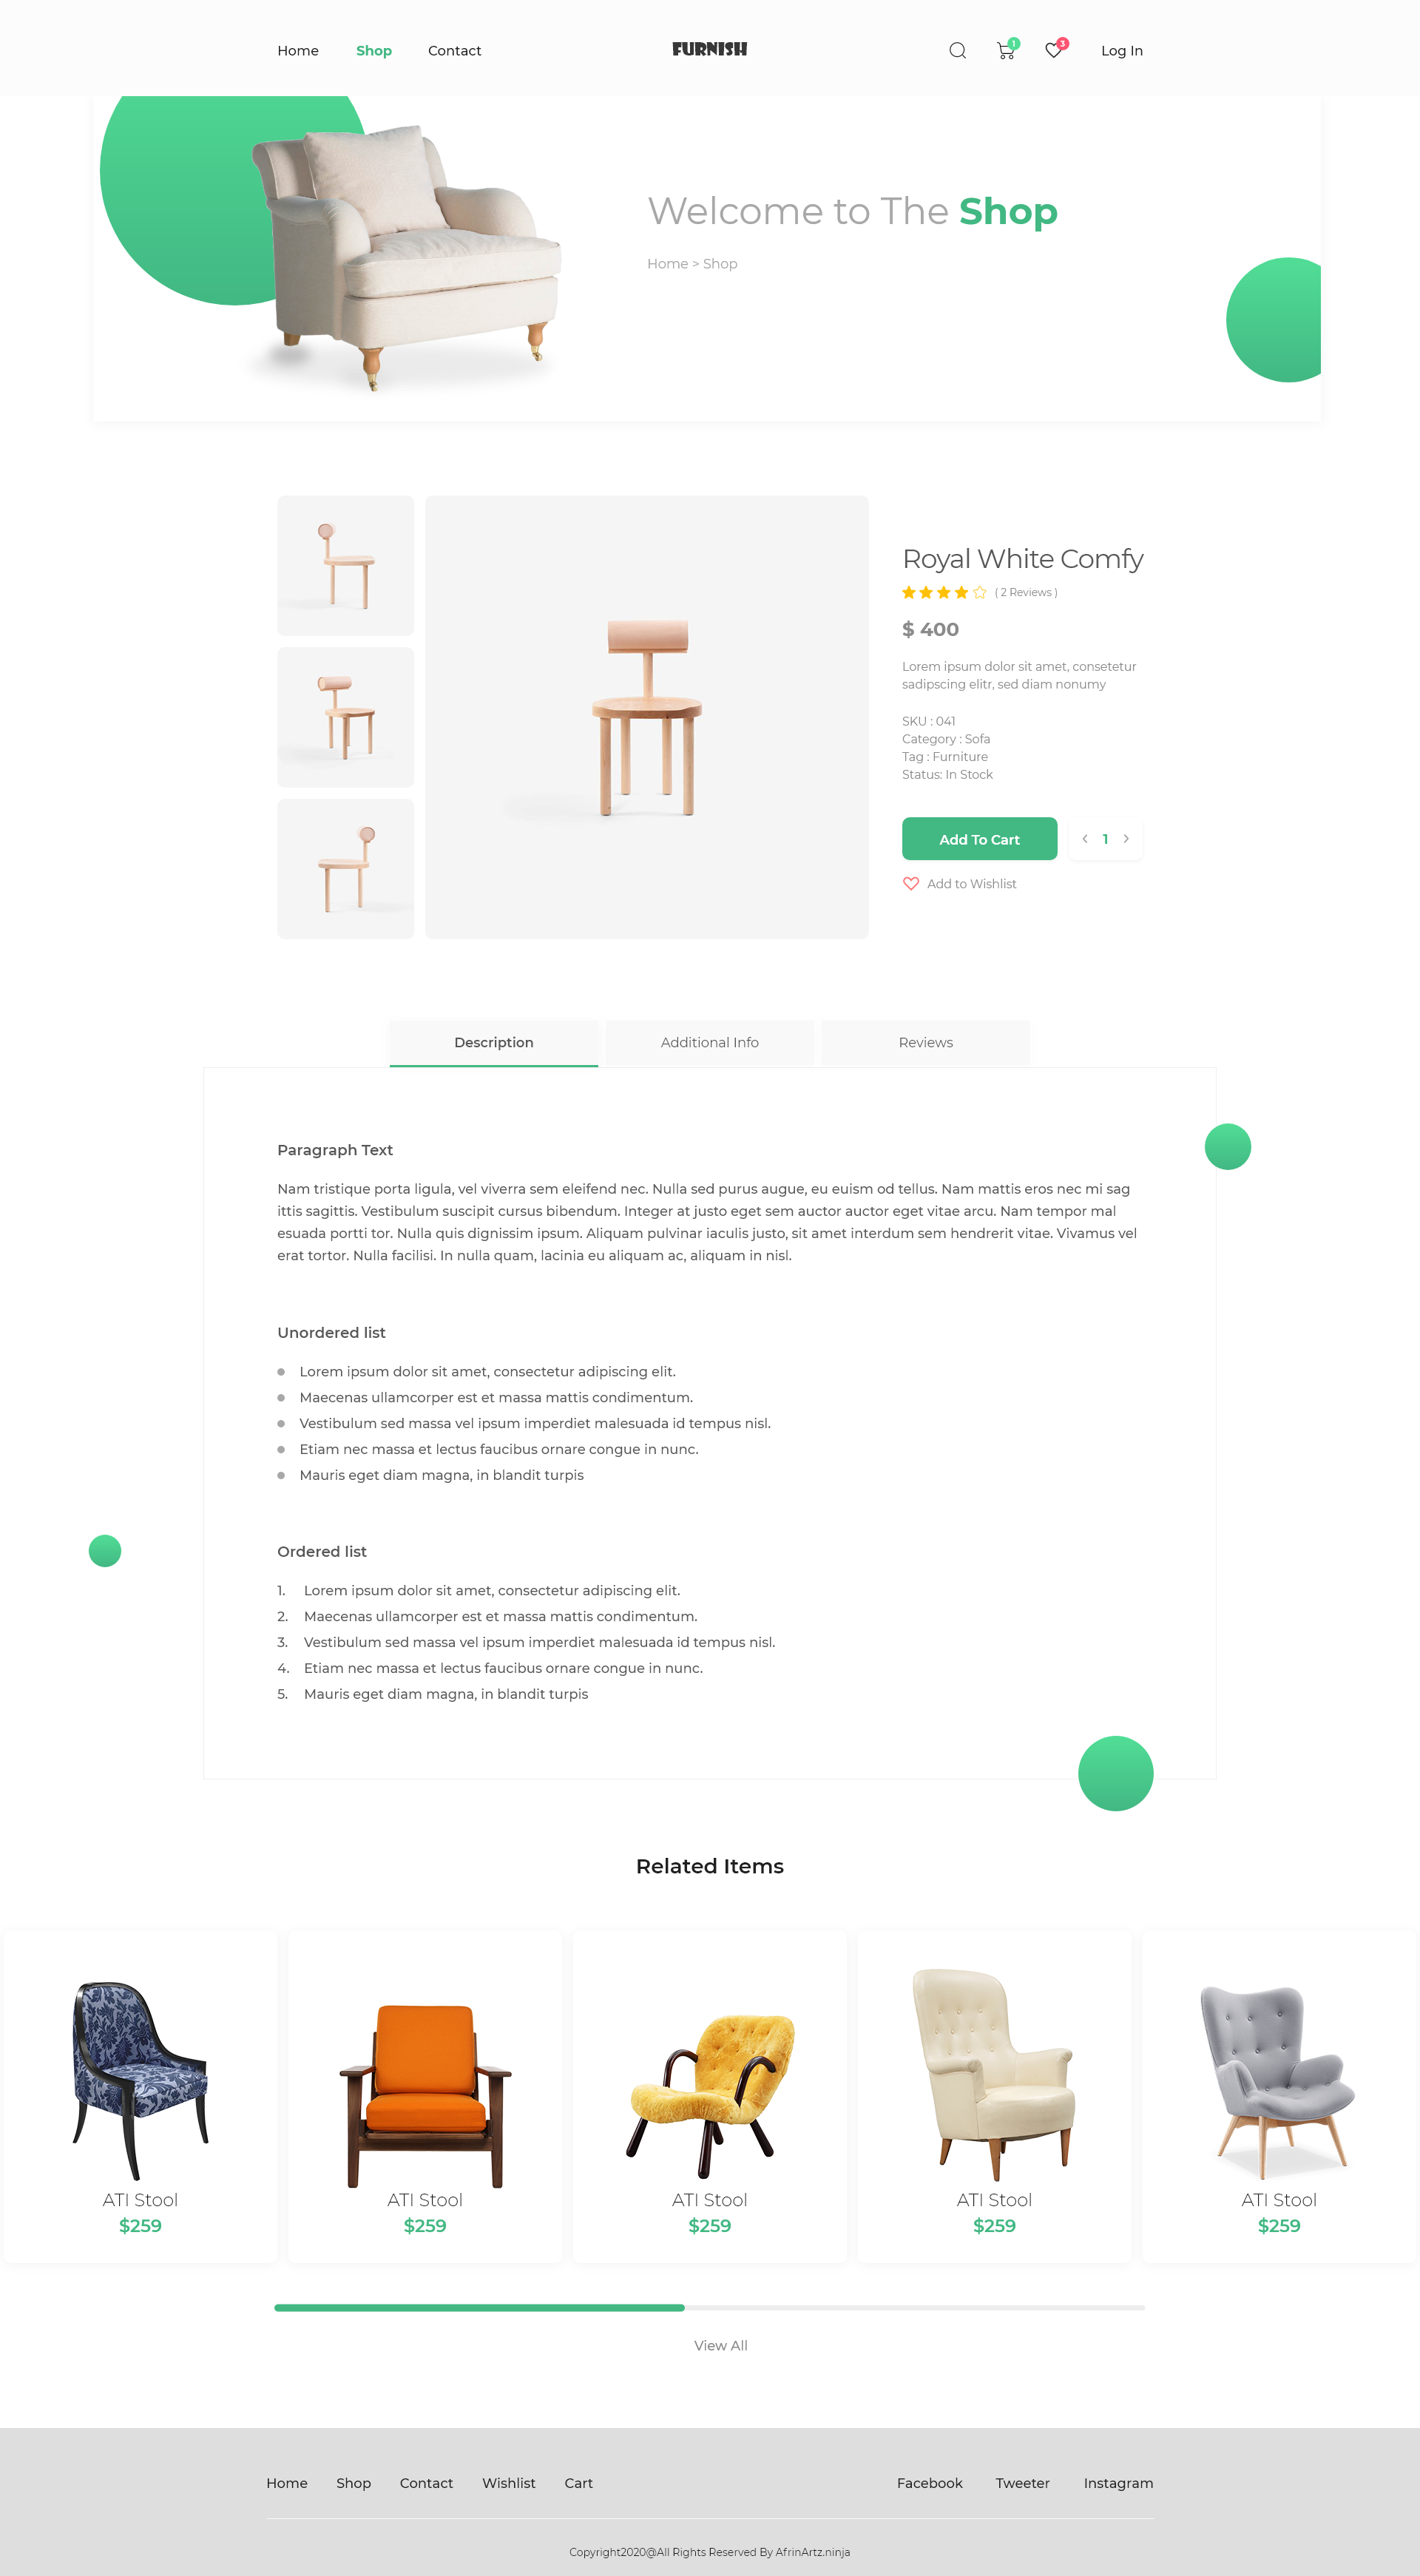 Home Shop Contact FURNISH 1 3 Log In
Welcome to The Shop
Home > Shop
Royal White Comfy
( 2 Reviews )
$ 400
Lorem ipsum dolor sit amet, consetetur
sadipscing elitr, sed diam nonumy
SKU : 041
Category : Sofa
Tag : Furniture
Status: In Stock
Add To Cart < 1 >
Add to Wishlist
Description Additional Info Reviews
Paragraph Text
Nam tristique porta ligula, vel viverra sem eleifend nec. Nulla sed purus augue, eu euism od tellus. Nam mattis eros nec mi sag
ittis sagittis. Vestibulum suscipit cursus bibendum. Integer at justo eget sem auctor auctor eget vitae arcu. Nam tempor mal
esuada portti tor. Nulla quis dignissim ipsum. Aliquam pulvinar iaculis justo, sit amet interdum sem hendrerit vitae. Vivamus vel
erat tortor. Nulla facilisi. In nulla quam, lacinia eu aliquam ac, aliquam in nisl.
Unordered list
Lorem ipsum dolor sit amet, consectetur adipiscing elit.
Maecenas ullamcorper est et massa mattis condimentum.
Vestibulum sed massa vel ipsum imperdiet malesuada id tempus nisl.
Etiam nec massa et lectus faucibus ornare congue in nunc.
Mauris eget diam magna, in blandit turpis
Ordered list
1. Lorem ipsum dolor sit amet, consectetur adipiscing elit.
2. Maecenas ullamcorper est et massa mattis condimentum.
3. Vestibulum sed massa vel ipsum imperdiet malesuada id tempus nisl.
4. Etiam nec massa et lectus faucibus ornare congue in nunc.
5. Mauris eget diam magna, in blandit turpis
Related Items
ATI Stool ATI Stool ATI Stool ATI Stool ATI Stool
$259 $259 $259 $259 $259
View All
Home Shop Contact Wishlist Cart Facebook Tweeter Instagram
Copyright2020@All Rights Reserved By AfrinArtz.ninja